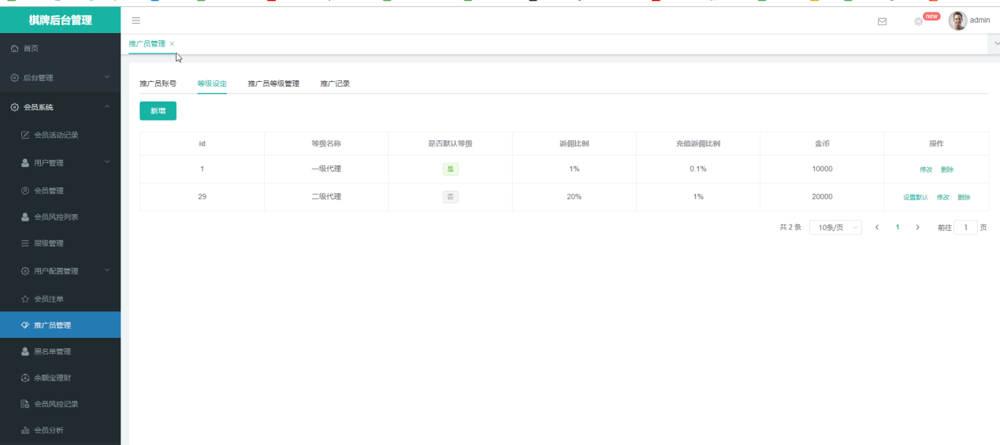 棋牌后台管理
new
admin
首页
后台管理
会员系统
会员活动记录
用户管理
会员管理
会员风控列表
层级管理
用户配置管理
会员注单
推广员管理
黑名单管理
余额宝理财
会员风控记录
会员分析
推广员管理 ×
推广员账号 等级设定 推广员等级管理 推广记录
新增
id 等级名称 是否默认等级 返佣比例 充值返佣比例 金币 操作
1 一级代理 是 1% 0.1% 10000 修改 删除
29 二级代理 否 20% 1% 20000 设置默认 修改 删除
共 2 条 10条/页 < 1 > 前往 1 页